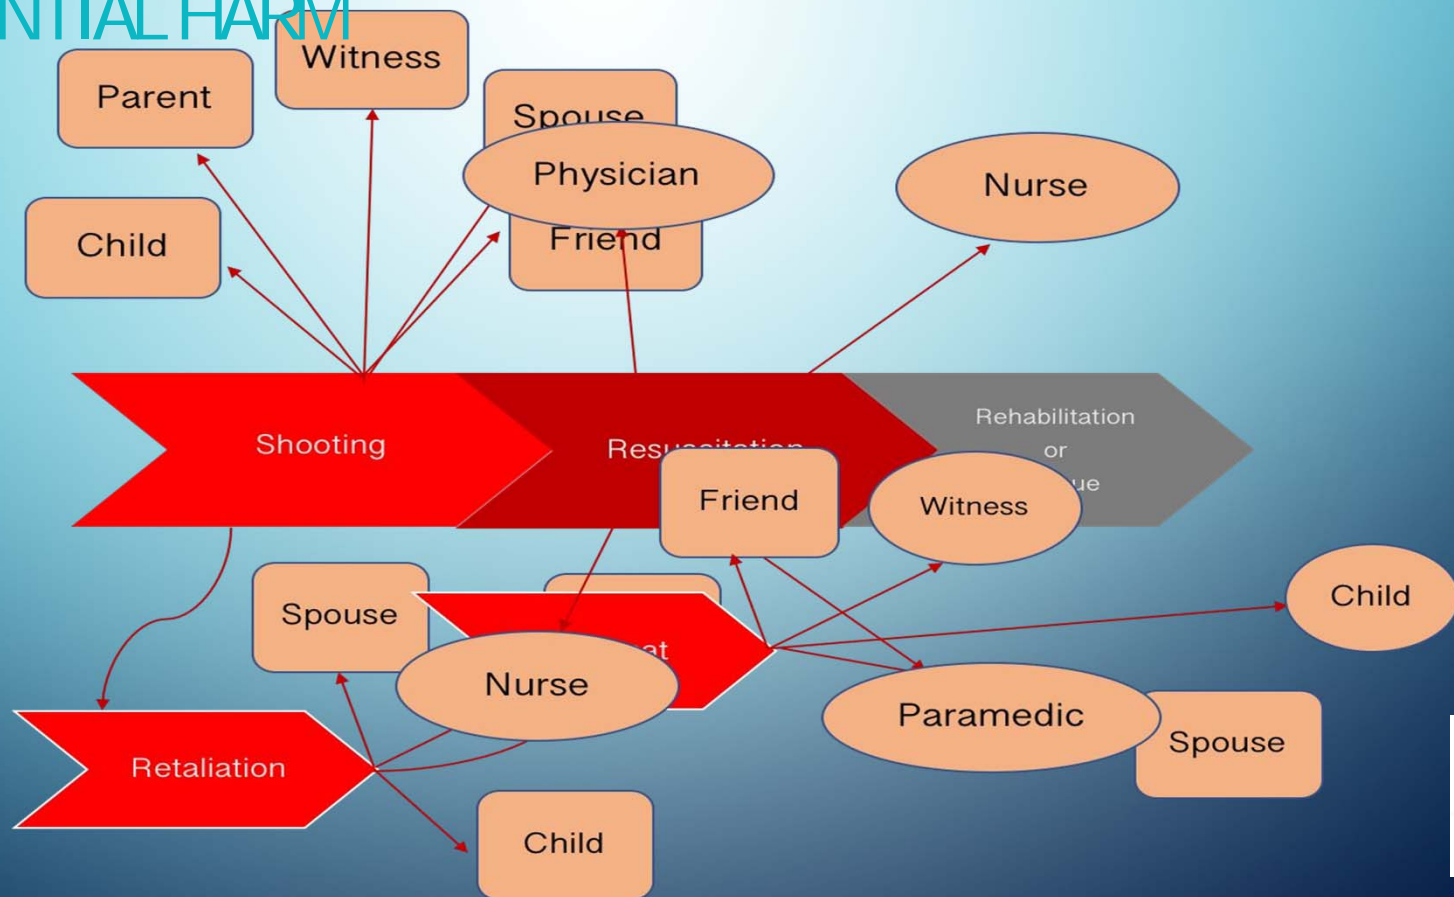 NTIAL HARM
Witness
Parent
Spouse
Physician
Nurse
Child
Friend
Rehabilitation
or
Shooting
Resuscitation
Friend
Witness
Child
Spouse
Nurse
Paramedic
Spouse
Retaliation
Child